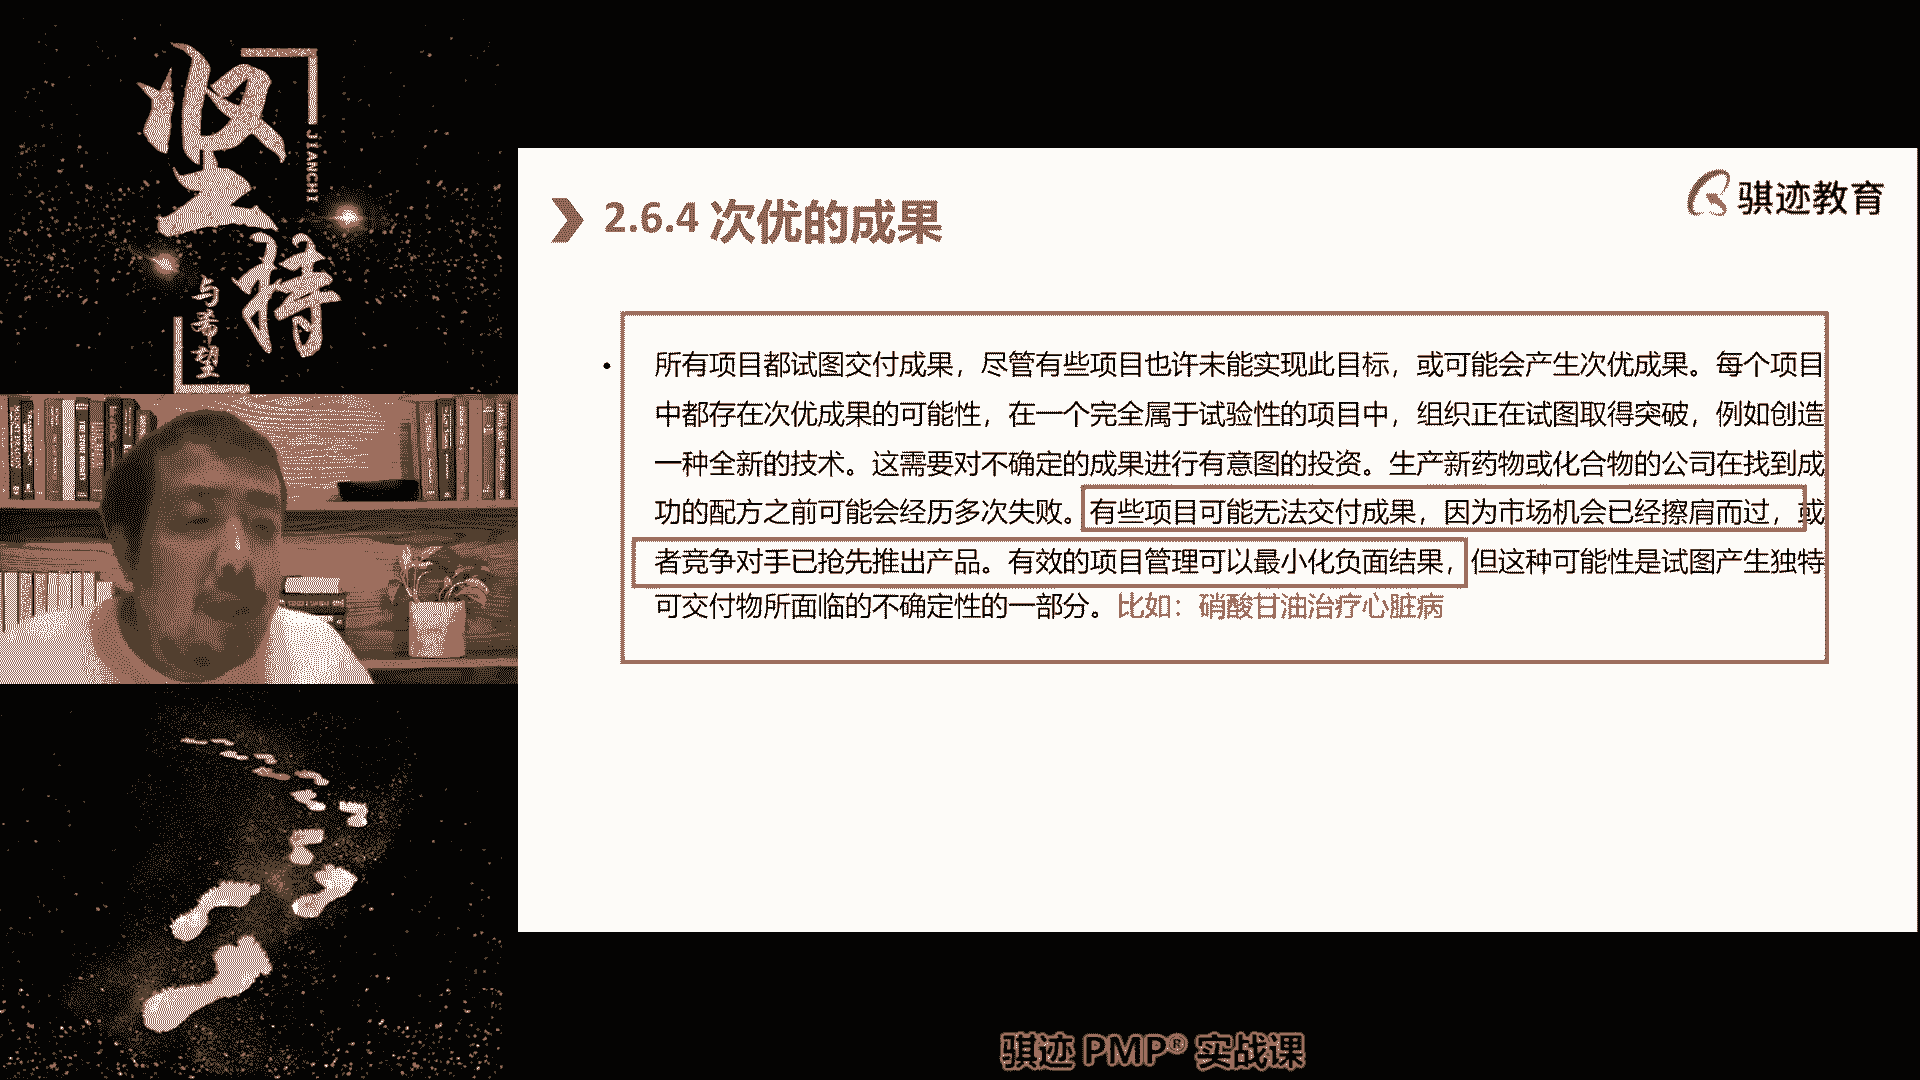 坚持
JIANCHI
与希望
骐迹教育
2.6.4 次优的成果
• 所有项目都试图交付成果，尽管有些项目也许未能实现此目标，或可能会产生次优成果。每个项目
中都存在次优成果的可能性，在一个完全属于试验性的项目中，组织正在试图取得突破，例如创造
一种全新的技术。这需要对不确定的成果进行有意图的投资。生产新药物或化合物的公司在找到成
功的配方之前可能会经历多次失败。有些项目可能无法交付成果，因为市场机会已经擦肩而过，或
者竞争对手已抢先推出产品。有效的项目管理可以最小化负面结果，但这种可能性是试图产生独特
可交付物所面临的不确定性的一部分。比如：硝酸甘油治疗心脏病
骐迹 PMP® 实战课